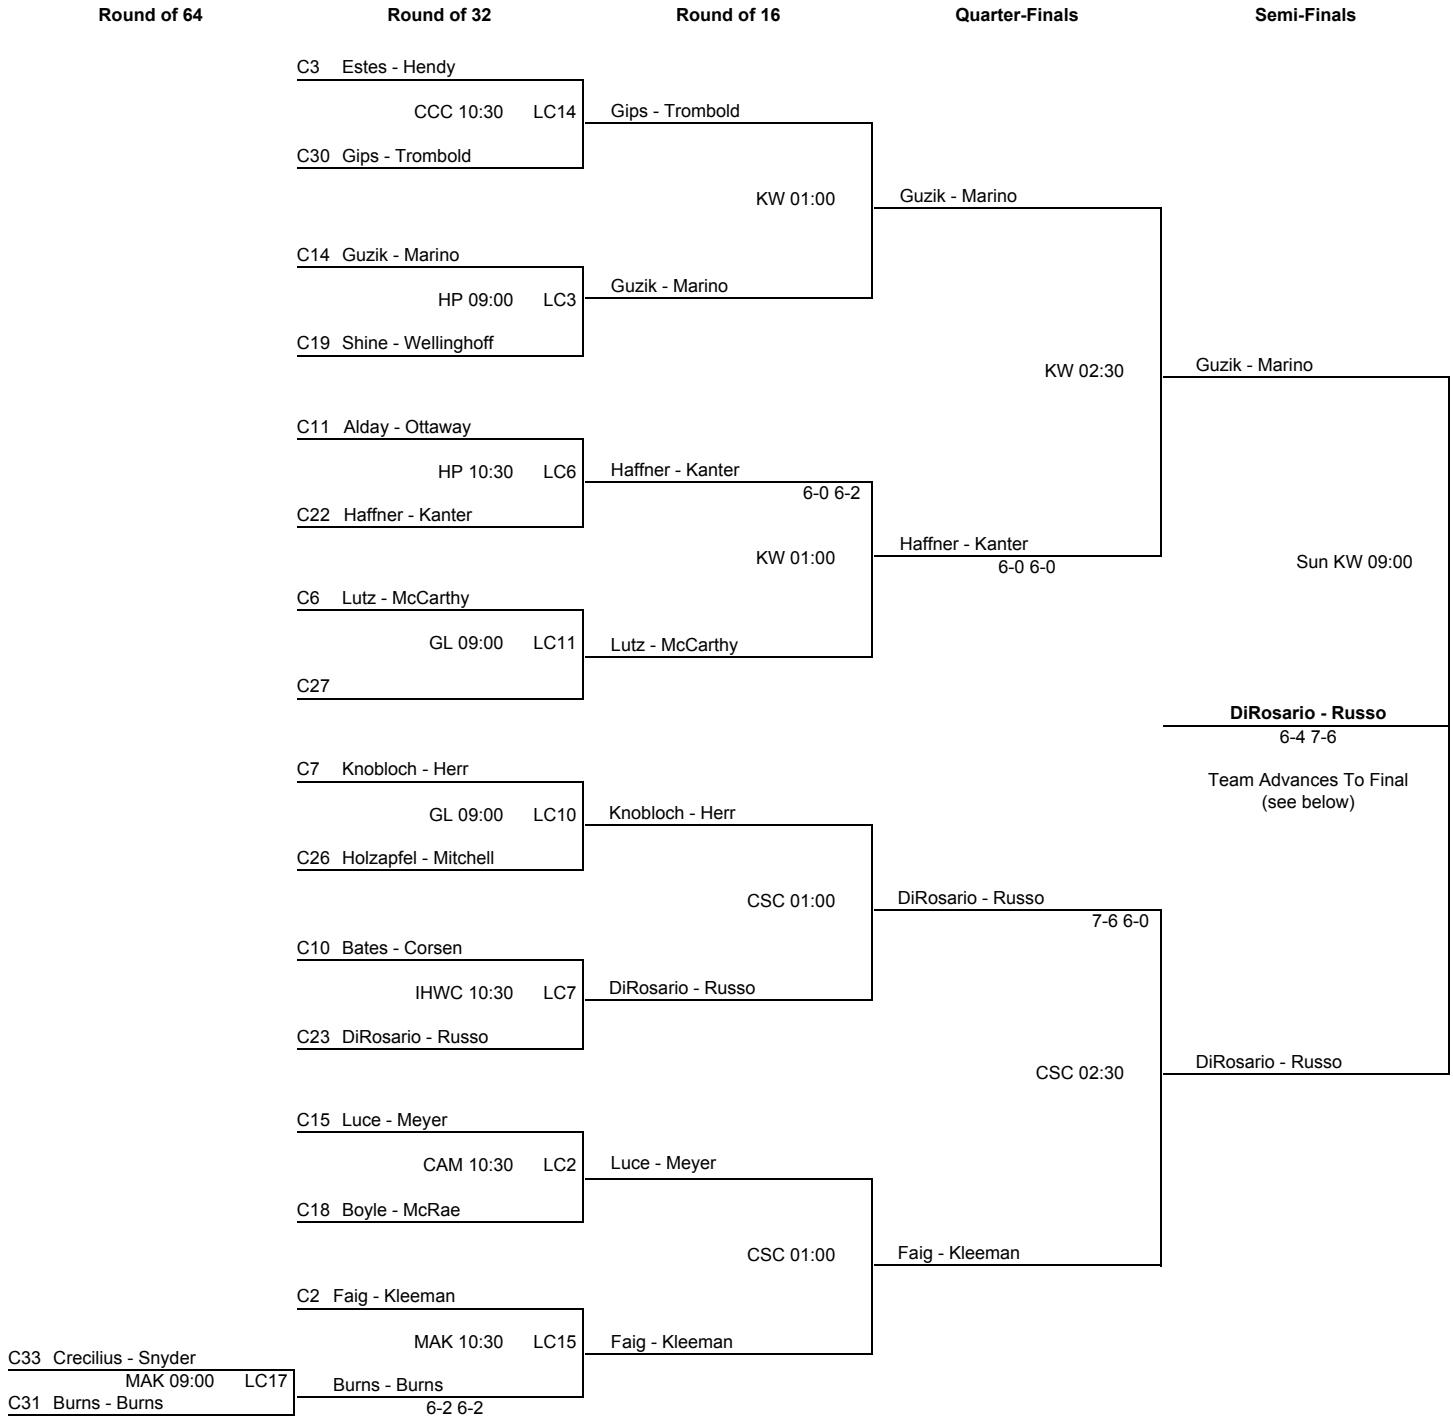 Round of 64 Round of 32 Round of 16 Quarter-Finals Semi-Finals
C3 Estes - Hendy
CCC 10:30 LC14 Gips - Trombold
C30 Gips - Trombold
KW 01:00 Guzik - Marino
C14 Guzik - Marino
HP 09:00 LC3 Guzik - Marino
C19 Shine - Wellinghoff
KW 02:30 Guzik - Marino
C11 Alday - Ottaway
HP 10:30 LC6 Haffner - Kanter
6-0 6-2
C22 Haffner - Kanter
KW 01:00 Haffner - Kanter
6-0 6-0
Sun KW 09:00
C6 Lutz - McCarthy
GL 09:00 LC11 Lutz - McCarthy
C27
DiRosario - Russo
6-4 7-6
C7 Knobloch - Herr
Team Advances To Final
(see below)
GL 09:00 LC10 Knobloch - Herr
C26 Holzapfel - Mitchell
CSC 01:00 DiRosario - Russo
7-6 6-0
C10 Bates - Corsen
IHWC 10:30 LC7 DiRosario - Russo
C23 DiRosario - Russo
CSC 02:30 DiRosario - Russo
C15 Luce - Meyer
CAM 10:30 LC2 Luce - Meyer
C18 Boyle - McRae
CSC 01:00 Faig - Kleeman
C2 Faig - Kleeman
MAK 10:30 LC15 Faig - Kleeman
C33 Crecilius - Snyder
MAK 09:00 LC17 Burns - Burns
C31 Burns - Burns
6-2 6-2